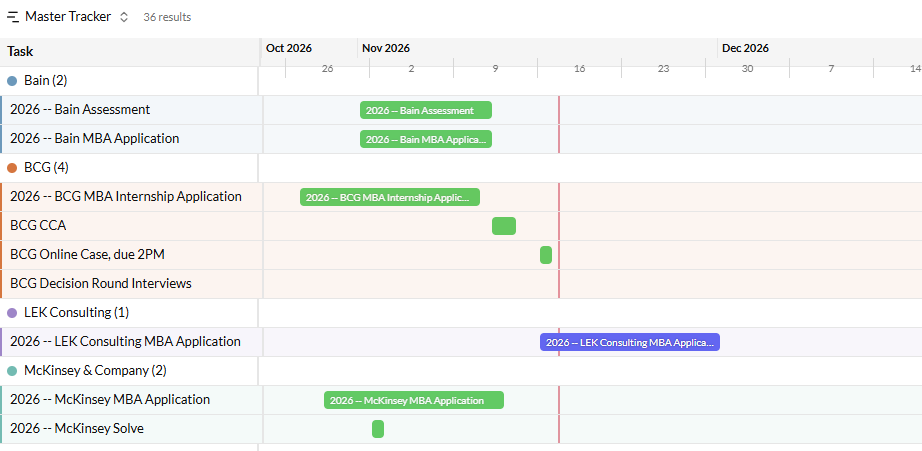 Master Tracker 36 results
Task Oct 2026 Nov 2026 Dec 2026
26 2 9 16 23 30 7 14
Bain (2)
2026 -- Bain Assessment 2026 -- Bain Assessment
2026 -- Bain MBA Application 2026 -- Bain MBA Applica...
BCG (4)
2026 -- BCG MBA Internship Application 2026 -- BCG MBA Internship Applic...
BCG CCA
BCG Online Case, due 2PM
BCG Decision Round Interviews
LEK Consulting (1)
2026 -- LEK Consulting MBA Application 2026 -- LEK Consulting MBA Applica...
McKinsey & Company (2)
2026 -- McKinsey MBA Application 2026 -- McKinsey MBA Application
2026 -- McKinsey Solve